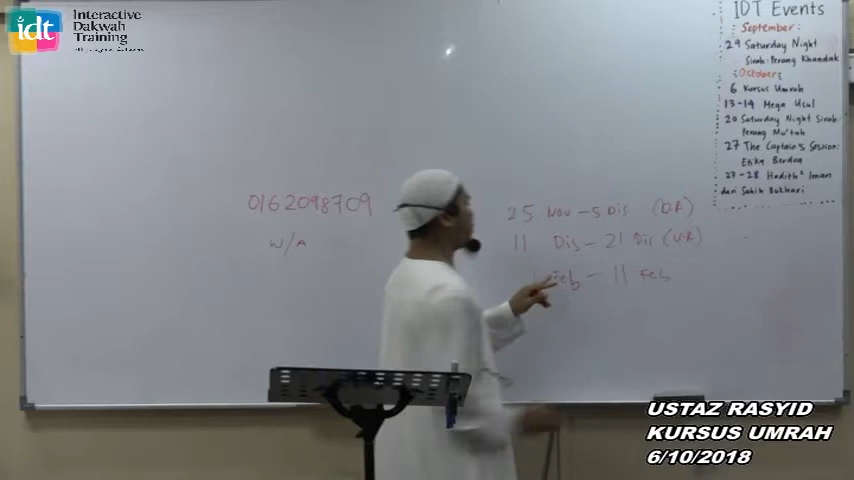 idt
Interactive
Dakwah
Training
IDT Events
September:
29 Saturday Night
Sirah: Perang Khandak
October:
6 Kursus Umrah
13-14 Mega Usul
20 Saturday Night Sirah:
Perang Mu'tah
27 The Captain's Session:
Etika Berdoa
27-28 Hadith² Iman
dari Sahih Bukhari
0162098709
W/A
25 Nov - 5 Dis
11 Dis - 21 Dis
Feb - 11 Feb
USTAZ RASYID
KURSUS UMRAH
6/10/2018